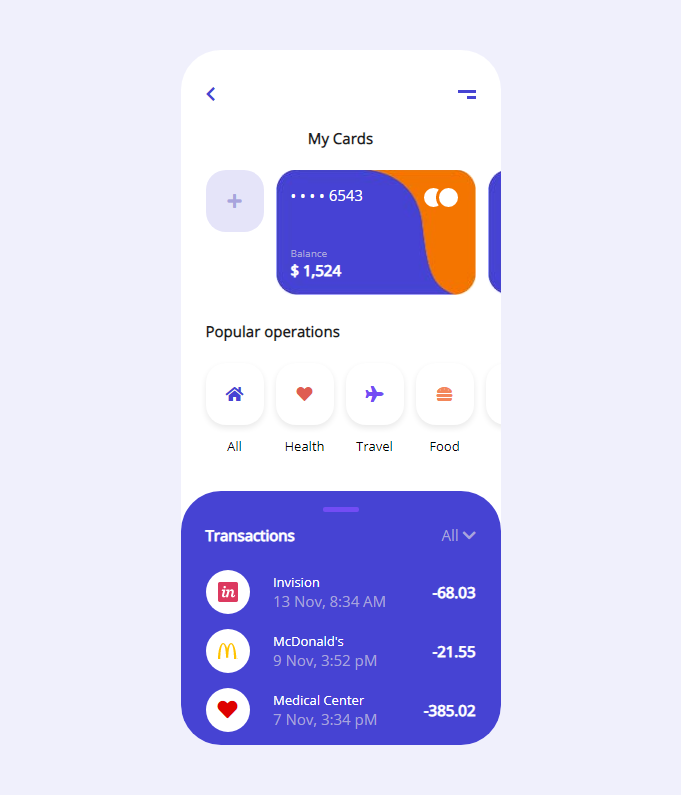 My Cards
• • • • 6543
Balance
$ 1,524
Popular operations
All
Health
Travel
Food
Transactions
All
in
Invision
13 Nov, 8:34 AM
-68.03
McDonald's
9 Nov, 3:52 pM
-21.55
Medical Center
7 Nov, 3:34 pM
-385.02